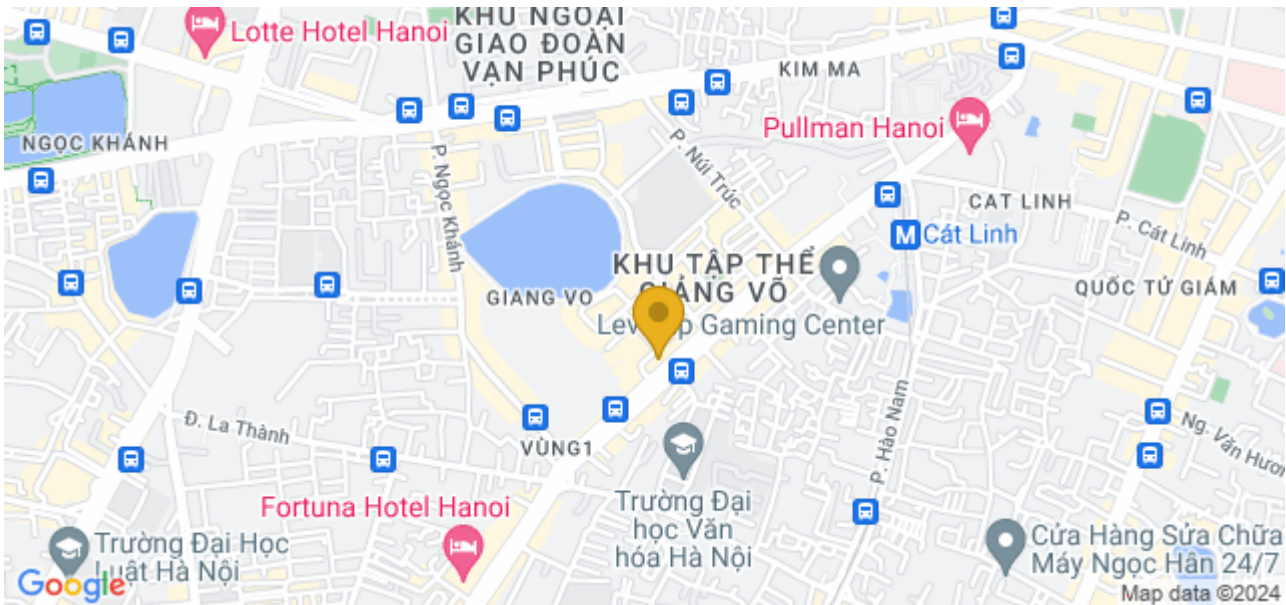 KHU NGOẠI
GIAO ĐOÀN
VẠN PHÚC
Lotte Hotel Hanoi
KIM MA
Pullman Hanoi
NGỌC KHÁNH
P. Ngọc Khánh
P. Núi Trúc
CAT LINH
P. Cát Linh
Cát Linh
KHU TẬP THỂ
GIẢNG VÕ
GIANG VO
QUỐC TỬ GIÁM
Gaming Center
P. Hào Nam
Đ. La Thành
VÙNG1
Ng. Văn Hươn
Fortuna Hotel Hanoi
Trường Đại
học Văn
hóa Hà Nội
Trường Đại Học
Luật Hà Nội
Cửa Hàng Sửa Chữa
Máy Ngọc Hân 24/7
Google
Map data ©2024